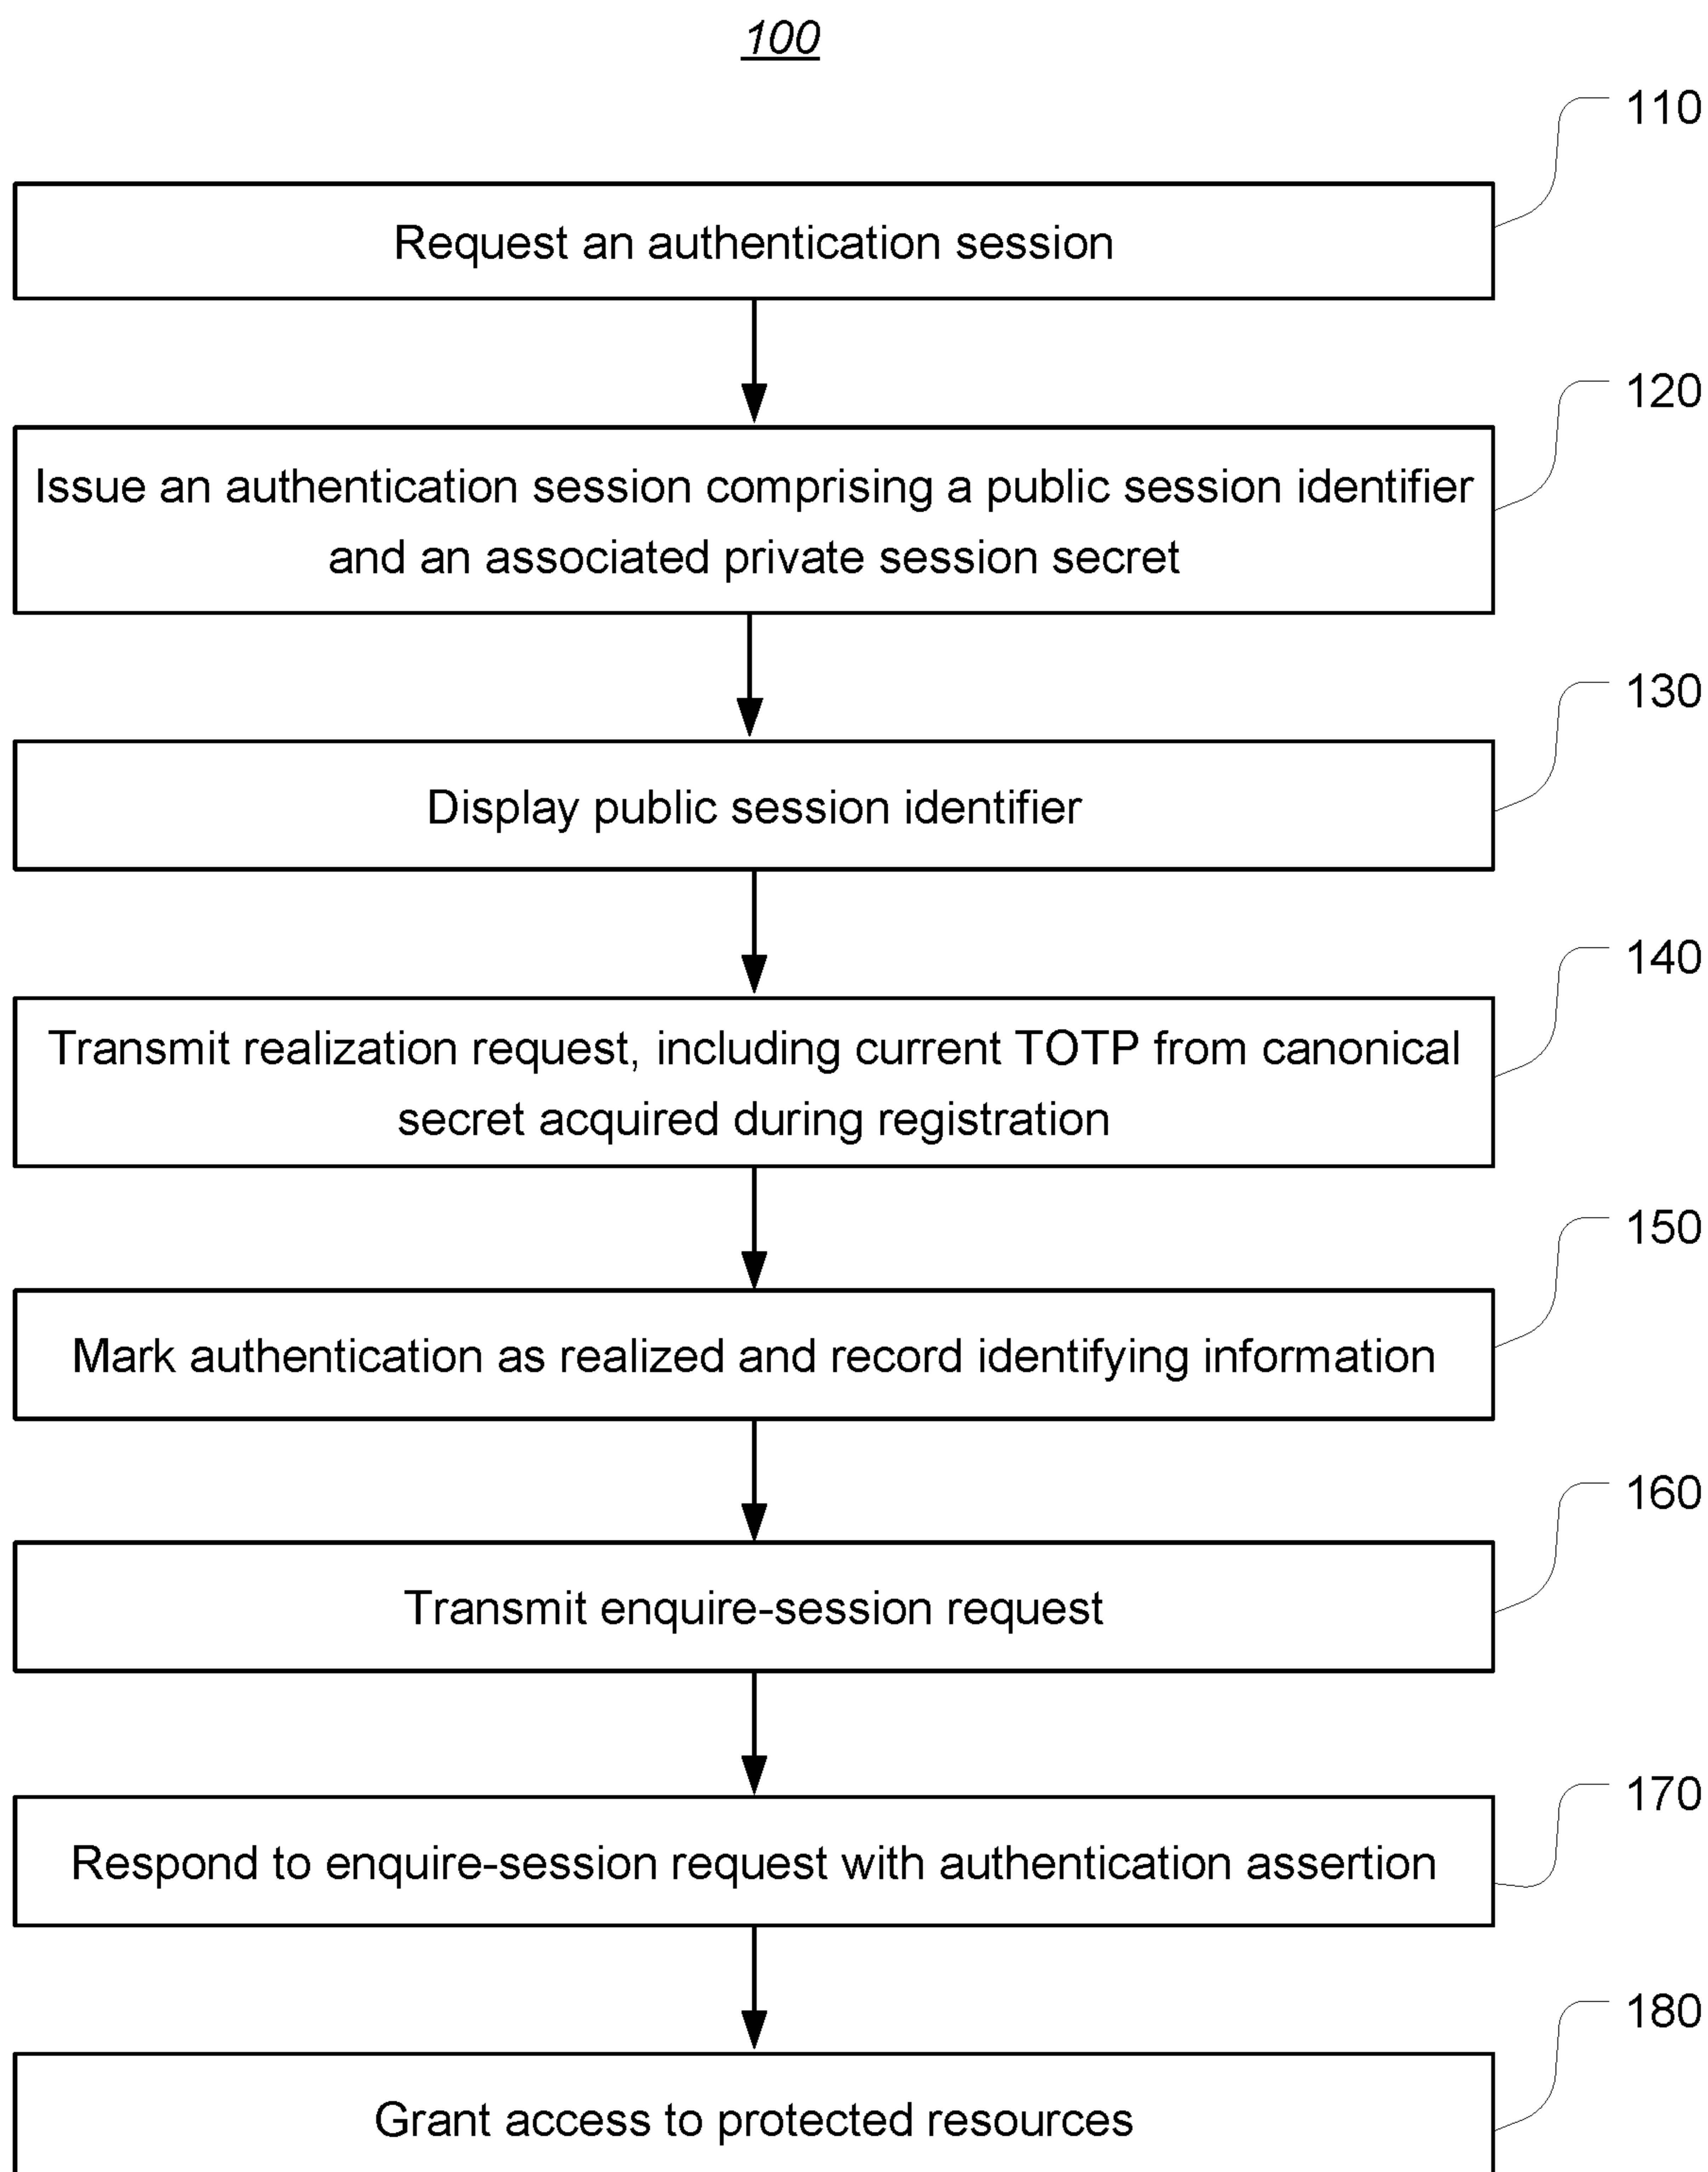 100
110
Request an authentication session
120
Issue an authentication session comprising a public session identifier
and an associated private session secret
130
Display public session identifier
140
Transmit realization request, including current TOTP from canonical
secret acquired during registration
150
Mark authentication as realized and record identifying information
160
Transmit enquire-session request
170
Respond to enquire-session request with authentication assertion
180
Grant access to protected resources